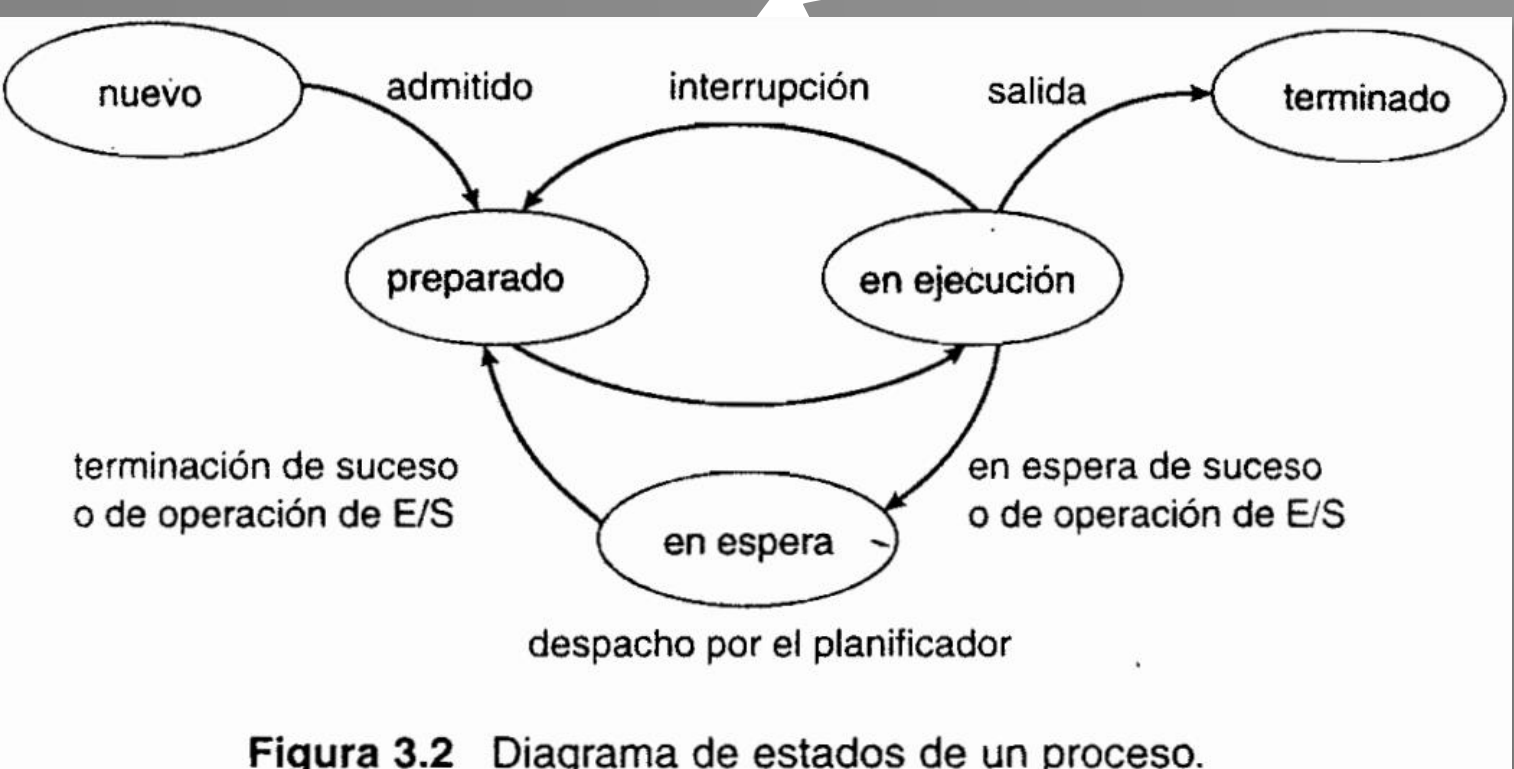 nuevo
admitido
interrupción
salida
terminado
preparado
en ejecución
terminación de suceso
o de operación de E/S
en espera de suceso
o de operación de E/S
en espera
despacho por el planificador
Figura 3.2 Diagrama de estados de un proceso.